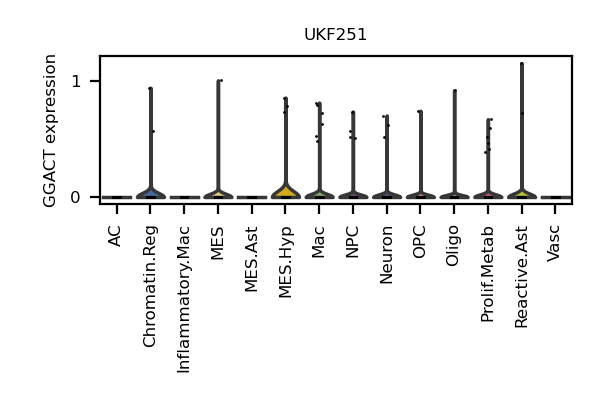 UKF251
GGACT expression
1
0
AC
Chromatin.Reg
Inflammatory.Mac
MES
MES.Ast
MES.Hyp
Mac
NPC
Neuron
OPC
Oligo
Prolif.Metab
Reactive.Ast
Vasc